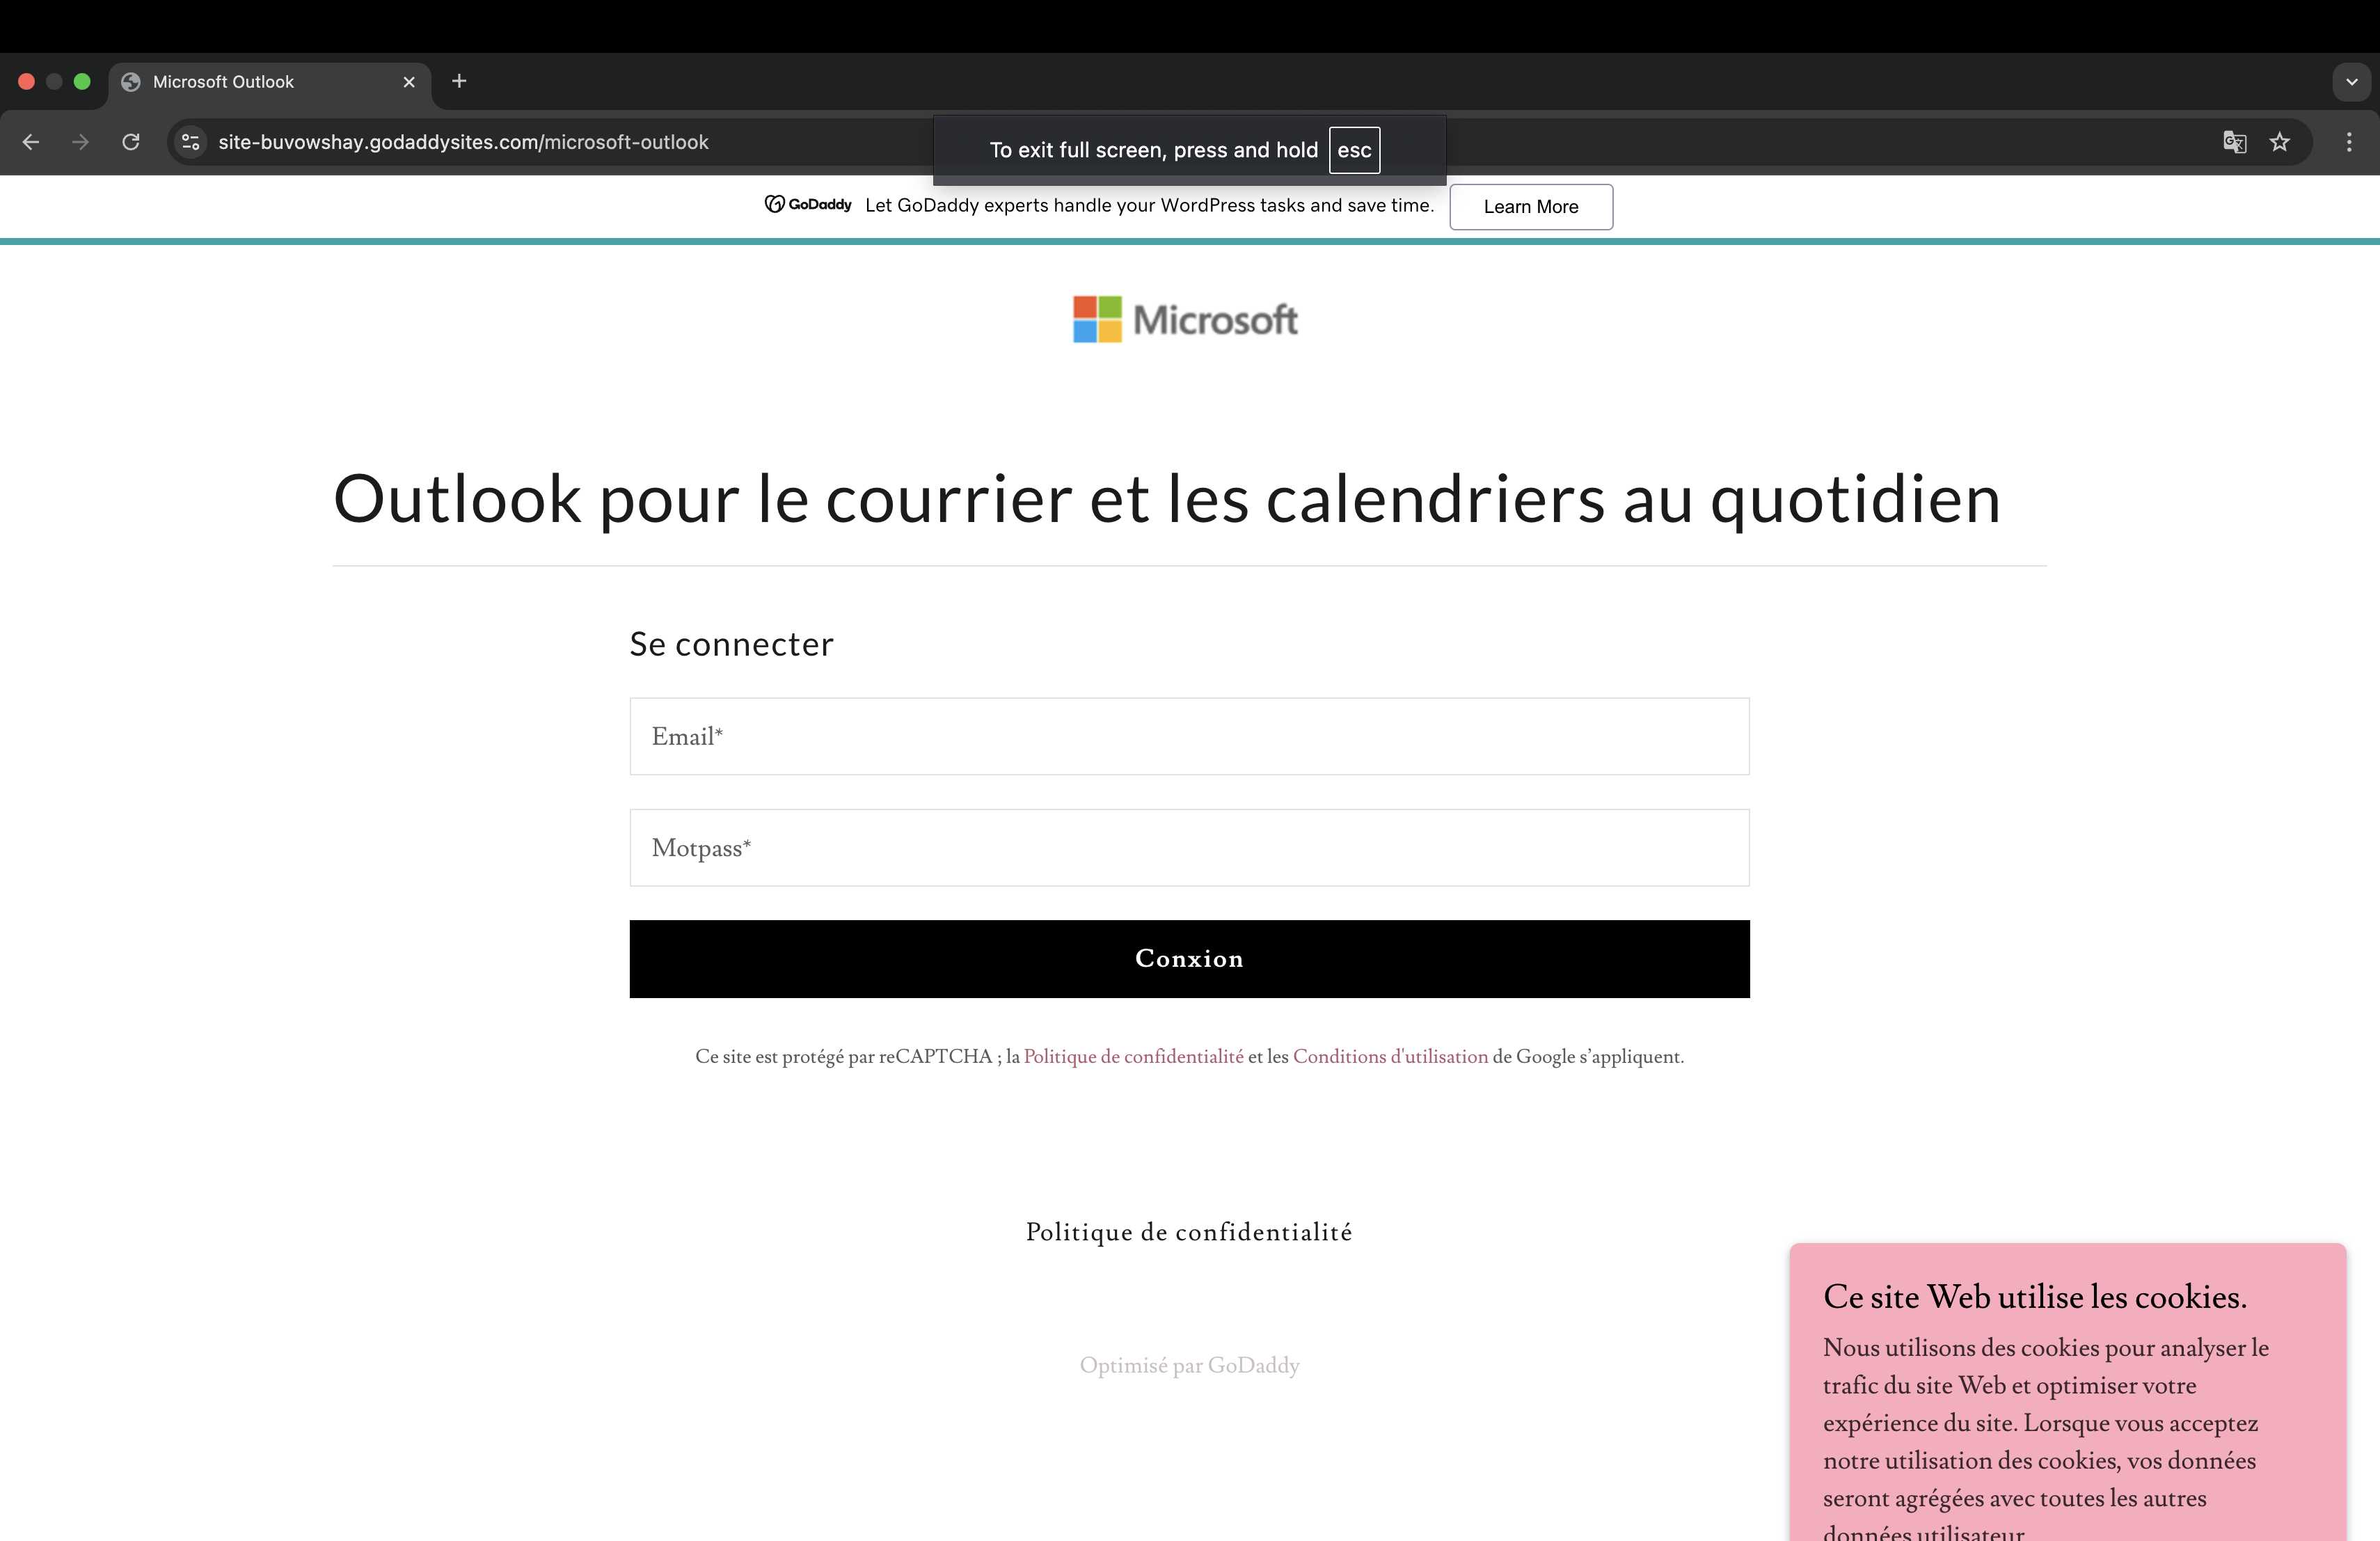 Microsoft Outlook
site-buvowshay.godaddysites.com/microsoft-outlook
To exit full screen, press and hold esc
GoDaddy Let GoDaddy experts handle your WordPress tasks and save time. Learn More
Microsoft
Outlook pour le courrier et les calendriers au quotidien
Se connecter
Email*
Motpass*
Conxion
Ce site est protégé par reCAPTCHA ; la Politique de confidentialité et les Conditions d'utilisation de Google s’appliquent.
Politique de confidentialité
Optimisé par GoDaddy
Ce site Web utilise les cookies.
Nous utilisons des cookies pour analyser le
trafic du site Web et optimiser votre
expérience du site. Lorsque vous acceptez
notre utilisation des cookies, vos données
seront agrégées avec toutes les autres
données utilisateur